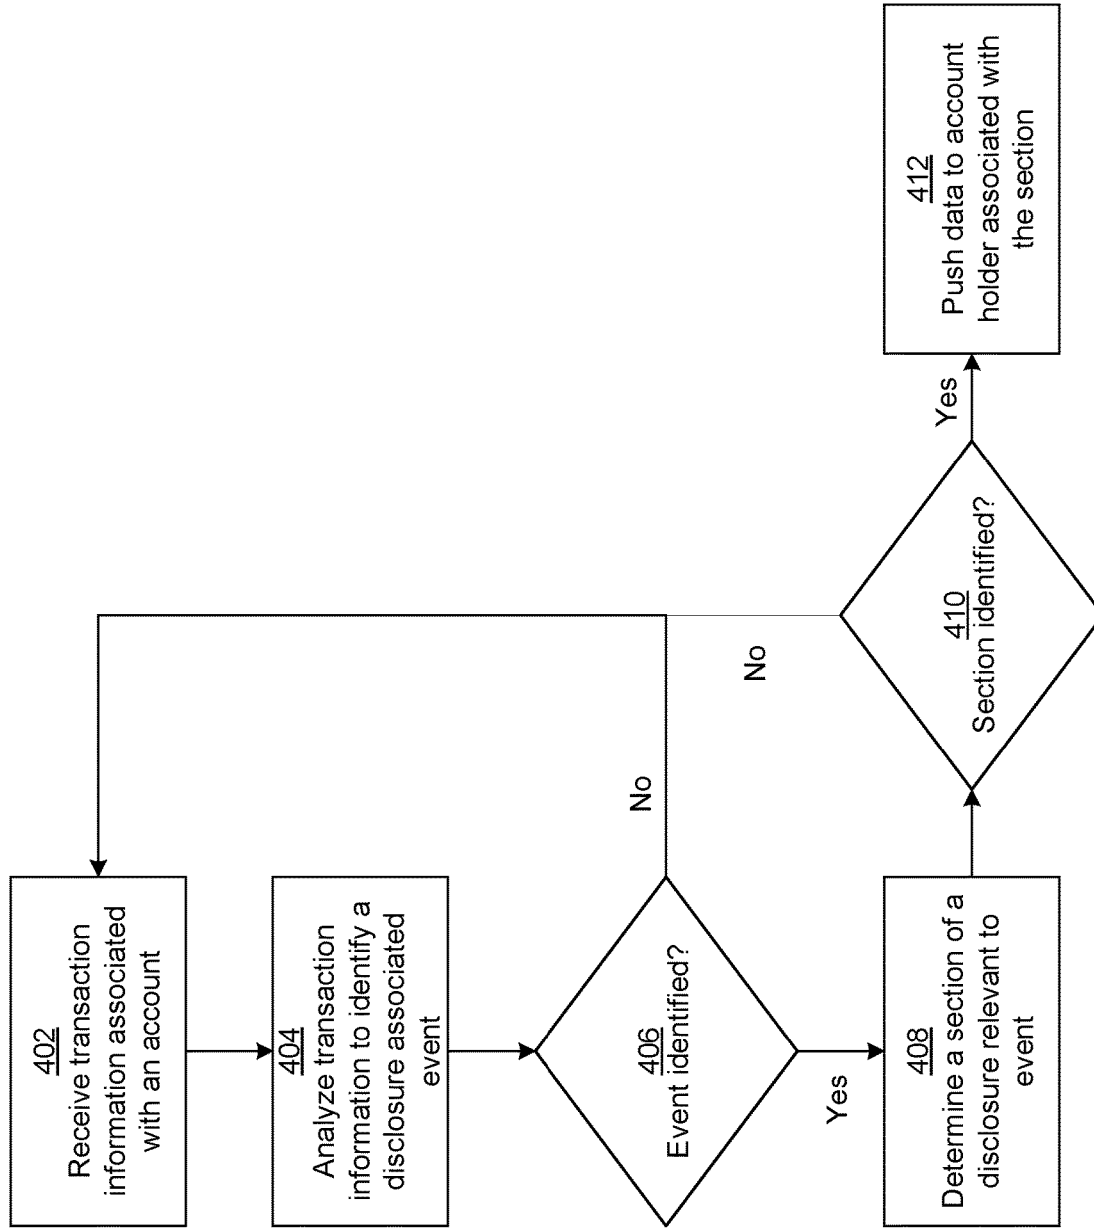 402
Receive transaction
information associated
with an account
404
Analyze transaction
information to identify a
disclosure associated
event
406
Event identified?
No
Yes
408
Determine a section of a
disclosure relevant to
event
410
Section identified?
No
Yes
412
Push data to account
holder associated with
the section